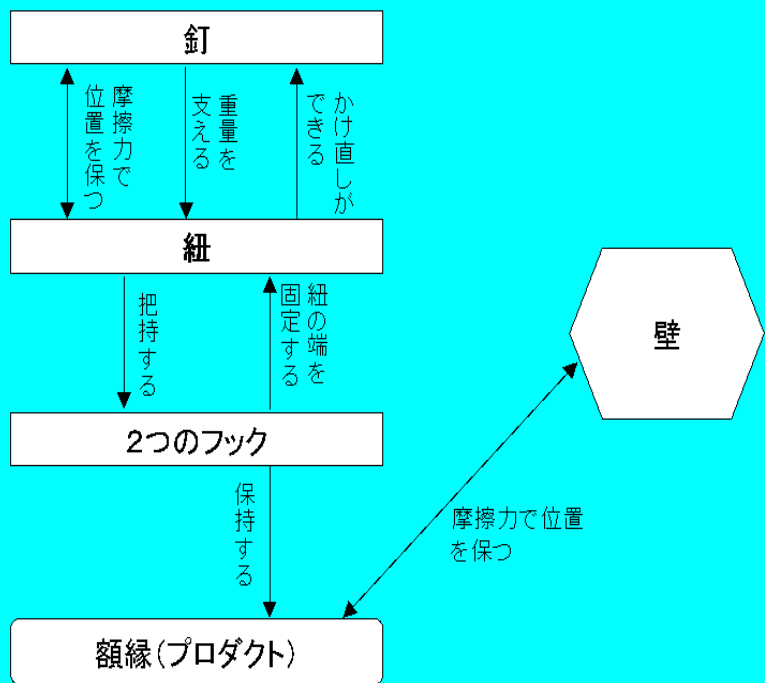 釘
摩擦力で
位置を保つ
重量を
支える
かけ直しが
できる
紐
把持する
紐の端を
固定する
壁
2つのフック
保持する
摩擦力で位置
を保つ
額縁(プロダクト)